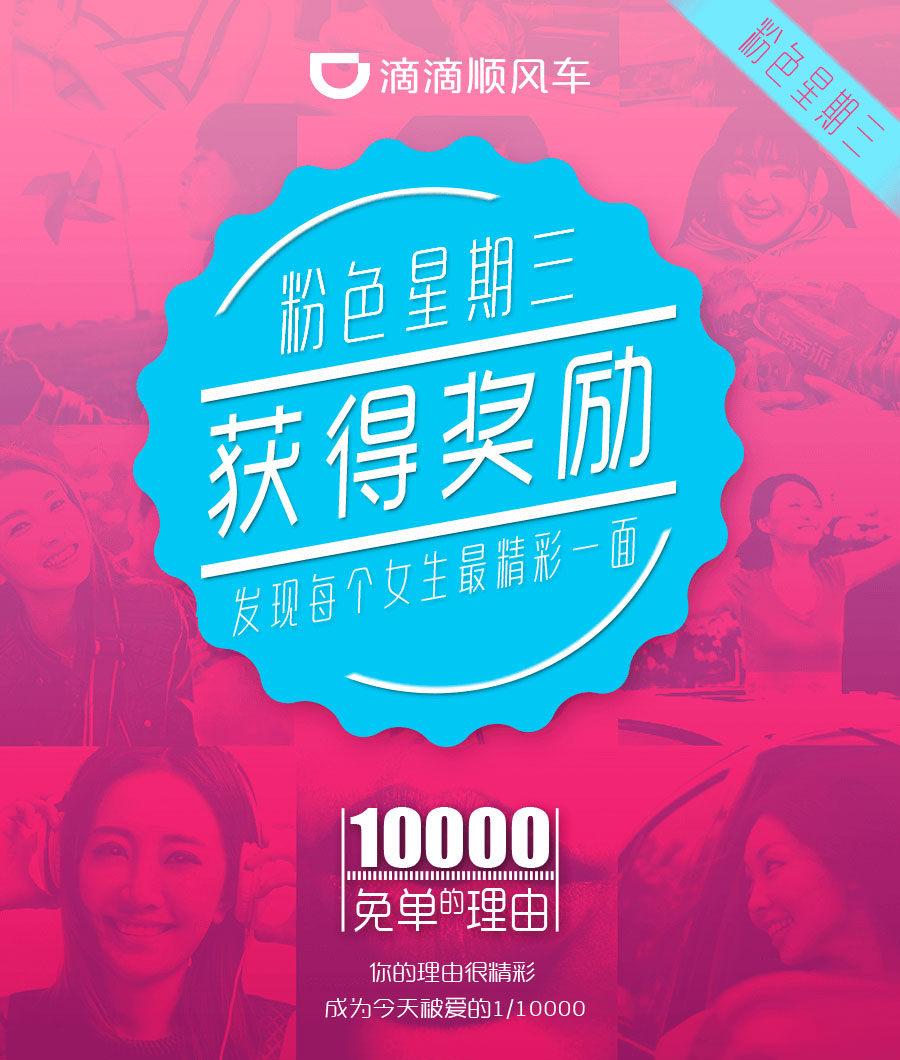 滴滴顺风车
粉色星期三
粉色星期三
获得奖励
发现每个女生最精彩一面
10000
免单的理由
你的理由很精彩
成为今天被爱的1/10000